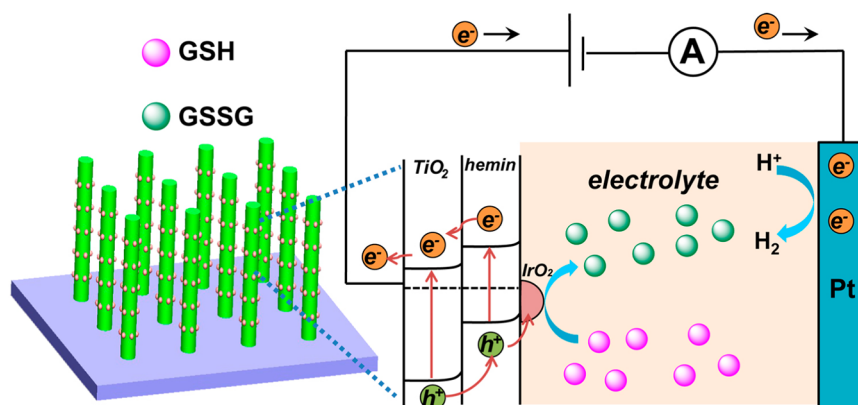 GSH
GSSG
e-
A
e-
TiO2
hemin
electrolyte
H+
H2
e-
e-
Pt
e-
e-
e-
IrO2
h+
h+